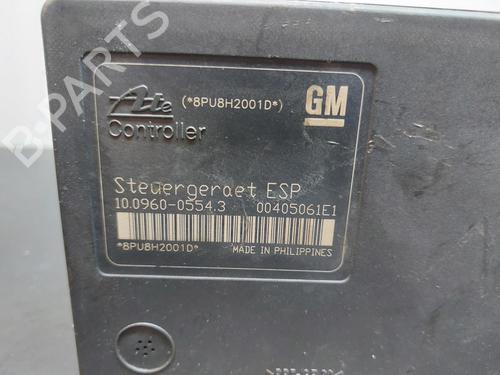 Ate (*8PU8H2001D*) GM
Controller
Steuergeraet ESP
10.0960-0554.3 00405061E1
*8PU8H2001D* MADE IN PHILIPPINES
B-PARTS